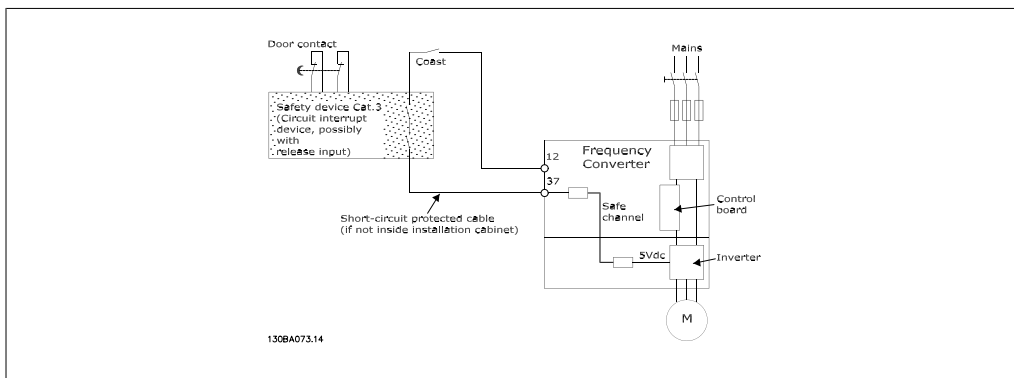 Door contact
Coast
Mains
Safety device Cat.3
(Circuit interrupt
device, possibly
with
release input)
12
Frequency
Converter
37
Safe
channel
Control
board
Short-circuit protected cable
(if not inside installation cabinet)
5Vdc
Inverter
M
130BA073.14